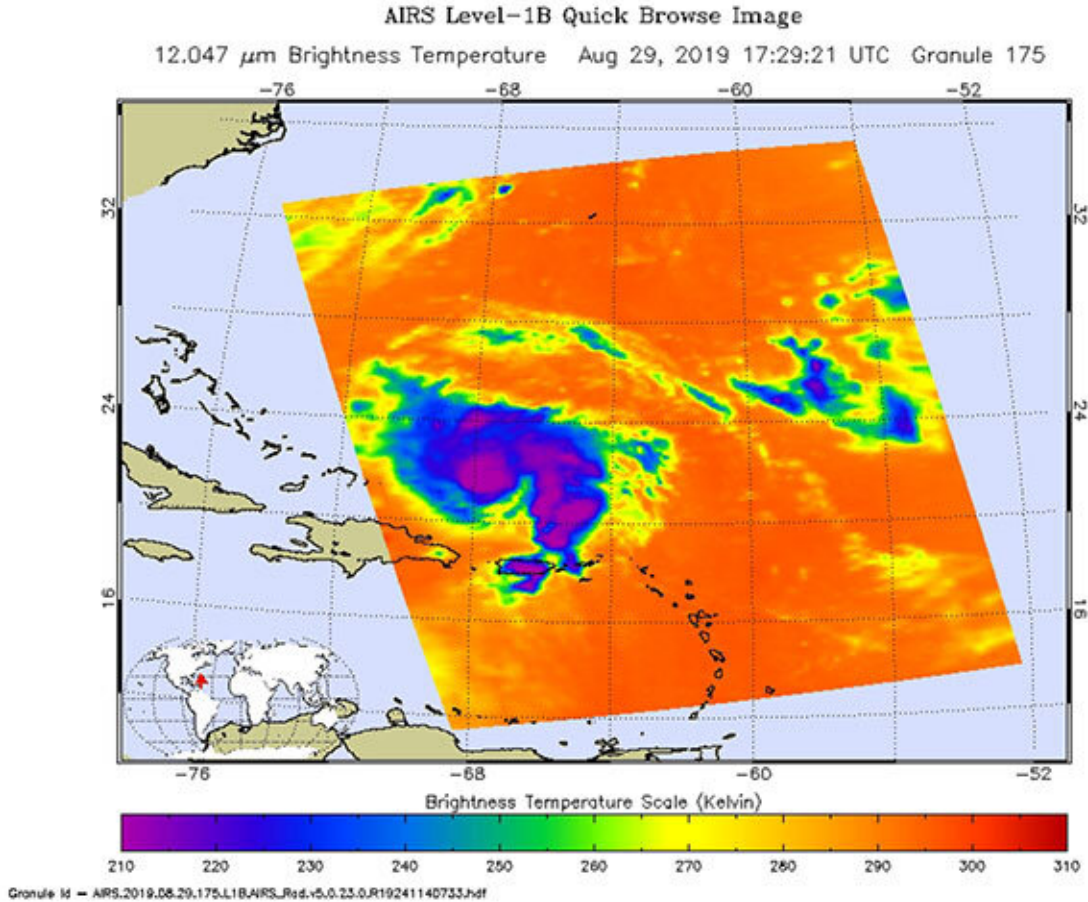 AIRS Level-1B Quick Browse Image
12.047 μm Brightness Temperature Aug 29, 2019 17:29:21 UTC Granule 175
-76 -68 -60 -52
32 32
24 24
16 16
-76 -68 -60 -52
Brightness Temperature Scale (Kelvin)
210 220 230 240 250 260 270 280 290 300 310
Granule Id — AIRS.2019.08.29.175.L1B.AIRS_Rad.v5.0.23.0.R19241140733.hdf